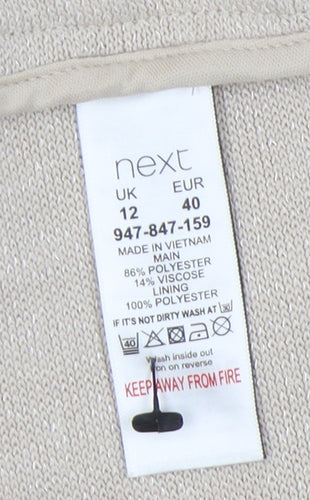 next
UK EUR
12 40
947-847-159
MADE IN VIETNAM
MAIN
86% POLYESTER
14% VISCOSE
LINING
100% POLYESTER
IF IT'S NOT DIRTY WASH AT 30
40
Wash inside out
iron on reverse
KEEP AWAY FROM FIRE